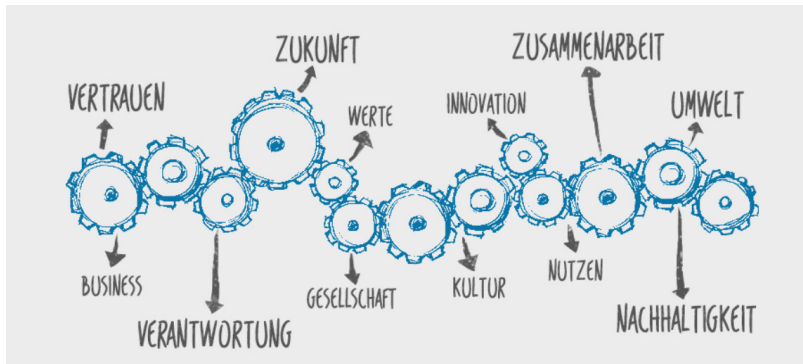 ZUKUNFT
ZUSAMMENARBEIT
VERTRAUEN
WERTE
INNOVATION
UMWELT
BUSINESS
GESELLSCHAFT
KULTUR
NUTZEN
VERANTWORTUNG
NACHHALTIGKEIT